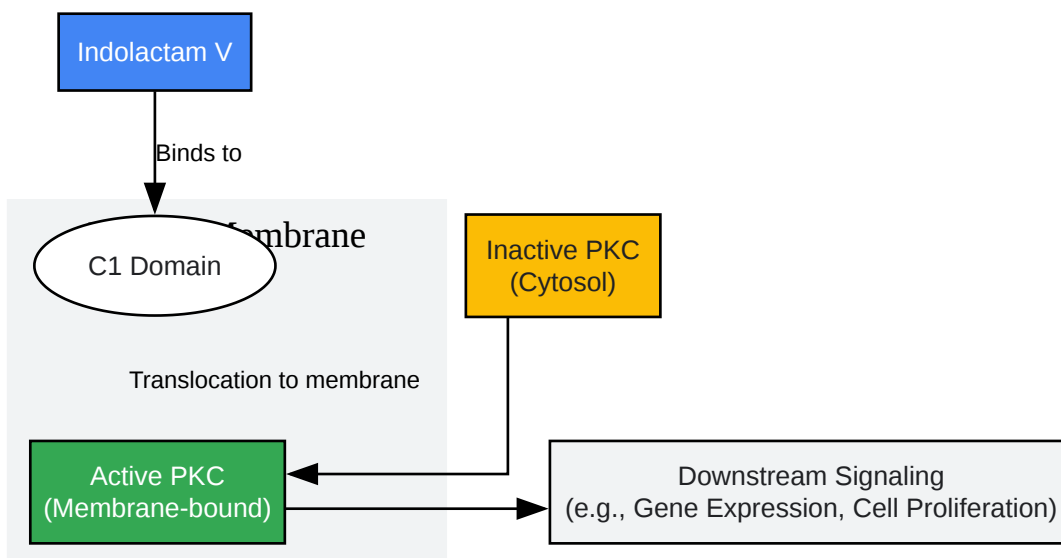 Indolactam V
Binds to
C1 Domain
Inactive PKC
(Cytosol)
Translocation to membrane
Active PKC
(Membrane-bound)
Downstream Signaling
(e.g., Gene Expression, Cell Proliferation)